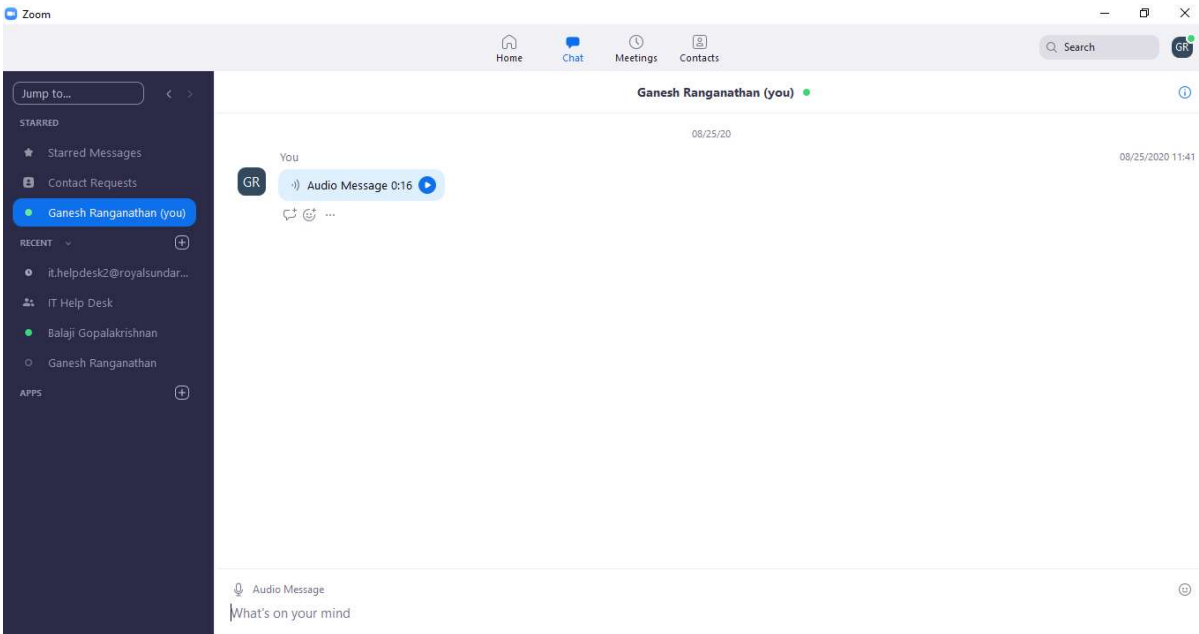 Zoom
Home
Chat
Meetings
Contacts
Search
GR
Jump to...
STARRED
Starred Messages
Contact Requests
Ganesh Ranganathan (you)
RECENT
it.helpdesk2@royalsundar...
IT Help Desk
Balaji Gopalakrishnan
Ganesh Ranganathan
APPS
Ganesh Ranganathan (you)
08/25/20
You
08/25/2020 11:41
GR
Audio Message 0:16
Audio Message
What's on your mind